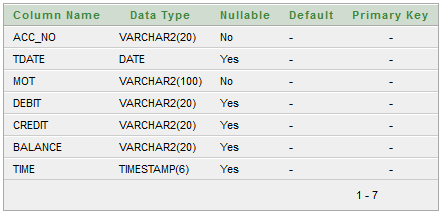 Column Name Data Type Nullable Default Primary Key
ACC_NO VARCHAR2(20) No - -
TDATE DATE Yes - -
MOT VARCHAR2(100) No - -
DEBIT VARCHAR2(20) Yes - -
CREDIT VARCHAR2(20) Yes - -
BALANCE VARCHAR2(20) Yes - -
TIME TIMESTAMP(6) Yes - -
1 - 7